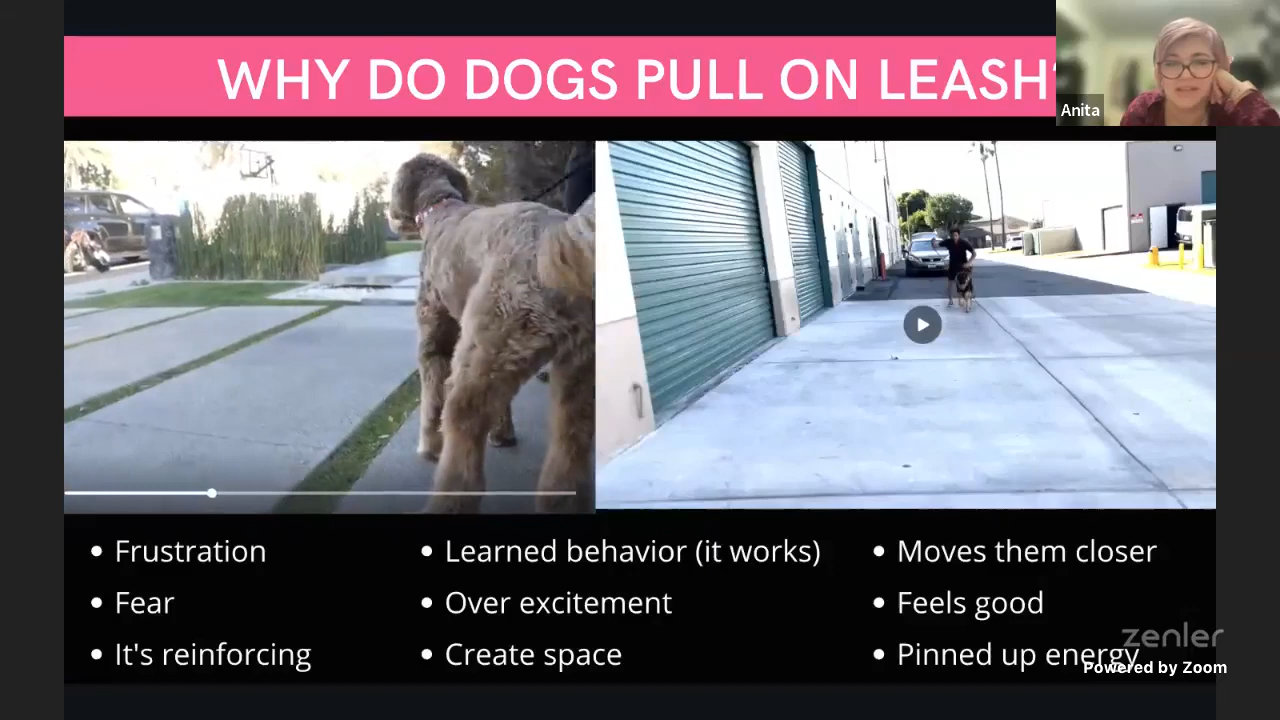 WHY DO DOGS PULL ON LEASH?
Anita
• Frustration
• Fear
• It's reinforcing
• Learned behavior (it works)
• Over excitement
• Create space
• Moves them closer
• Feels good
• Pinned up energy
zenler
Powered by Zoom